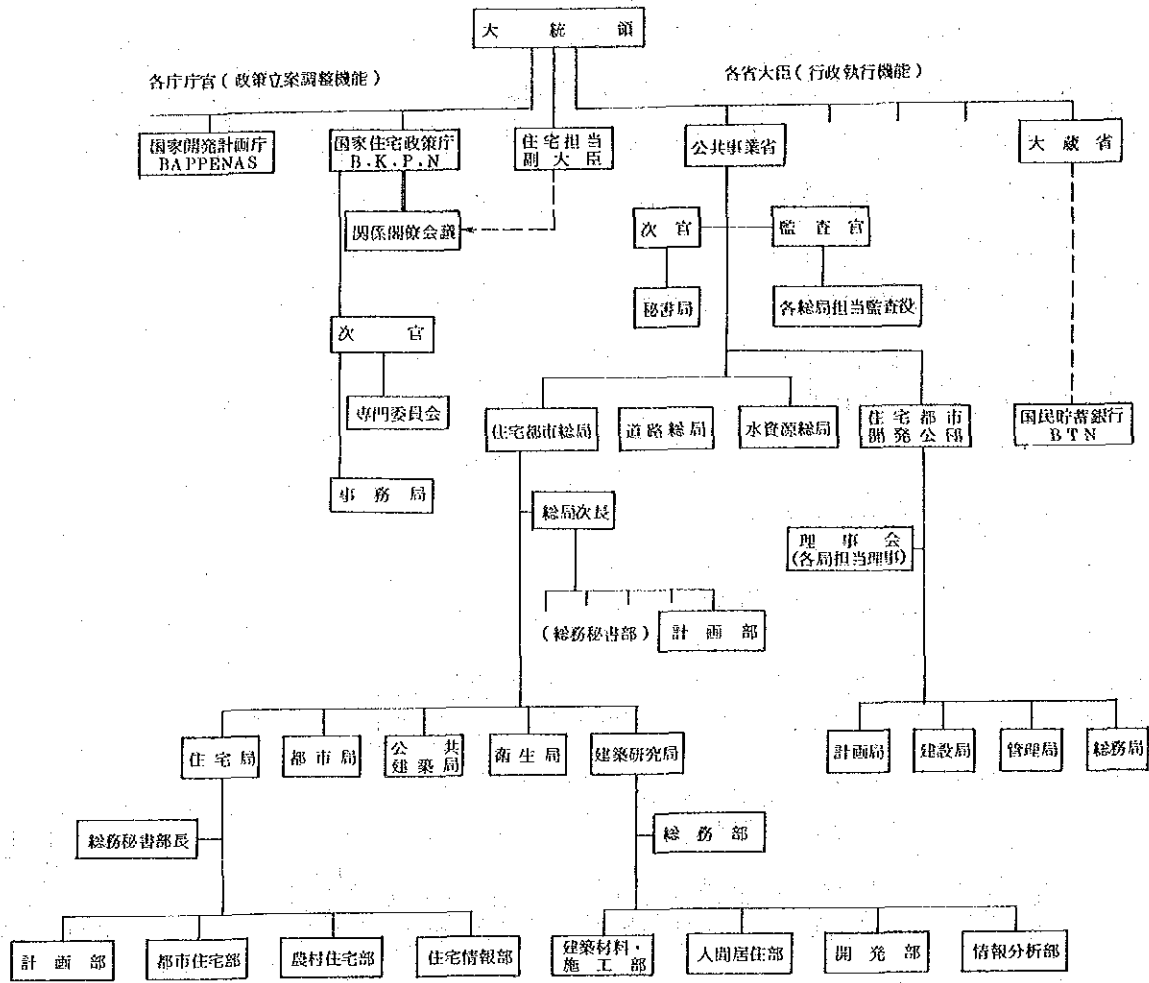 大統領
各庁庁官(政策立案調整機能)
各省大臣(行政執行機能)
国家開発計画庁
BAPPENAS
国家住宅政策庁
B.K.P.N
住宅担当
副大臣
公共事業省
大蔵省
関係閣僚会議
次官
監査官
秘書局
各総局担当監査役
次官
専門委員会
事務局
住宅都市総局
道路総局
水資源総局
住宅都市
開発公団
国民貯蓄銀行
BTN
総局次長
理事会
(各局担当理事)
(総務秘書部)
計画部
住宅局
都市局
公共
建築局
衛生局
建築研究局
計画局
建設局
管理局
総務局
総務秘書部長
総務部
計画部
都市住宅部
農村住宅部
住宅情報部
建築材料・
施工部
人間居住部
開発部
情報分析部